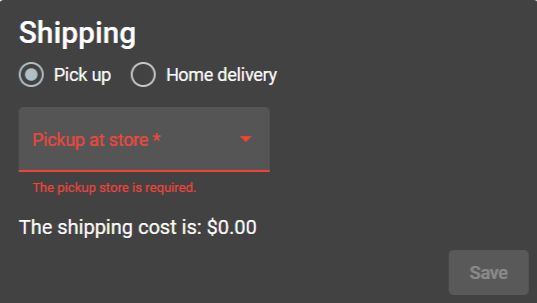 Shipping
Pick up Home delivery
Pickup at store *
The pickup store is required.
The shipping cost is: $0.00
Save